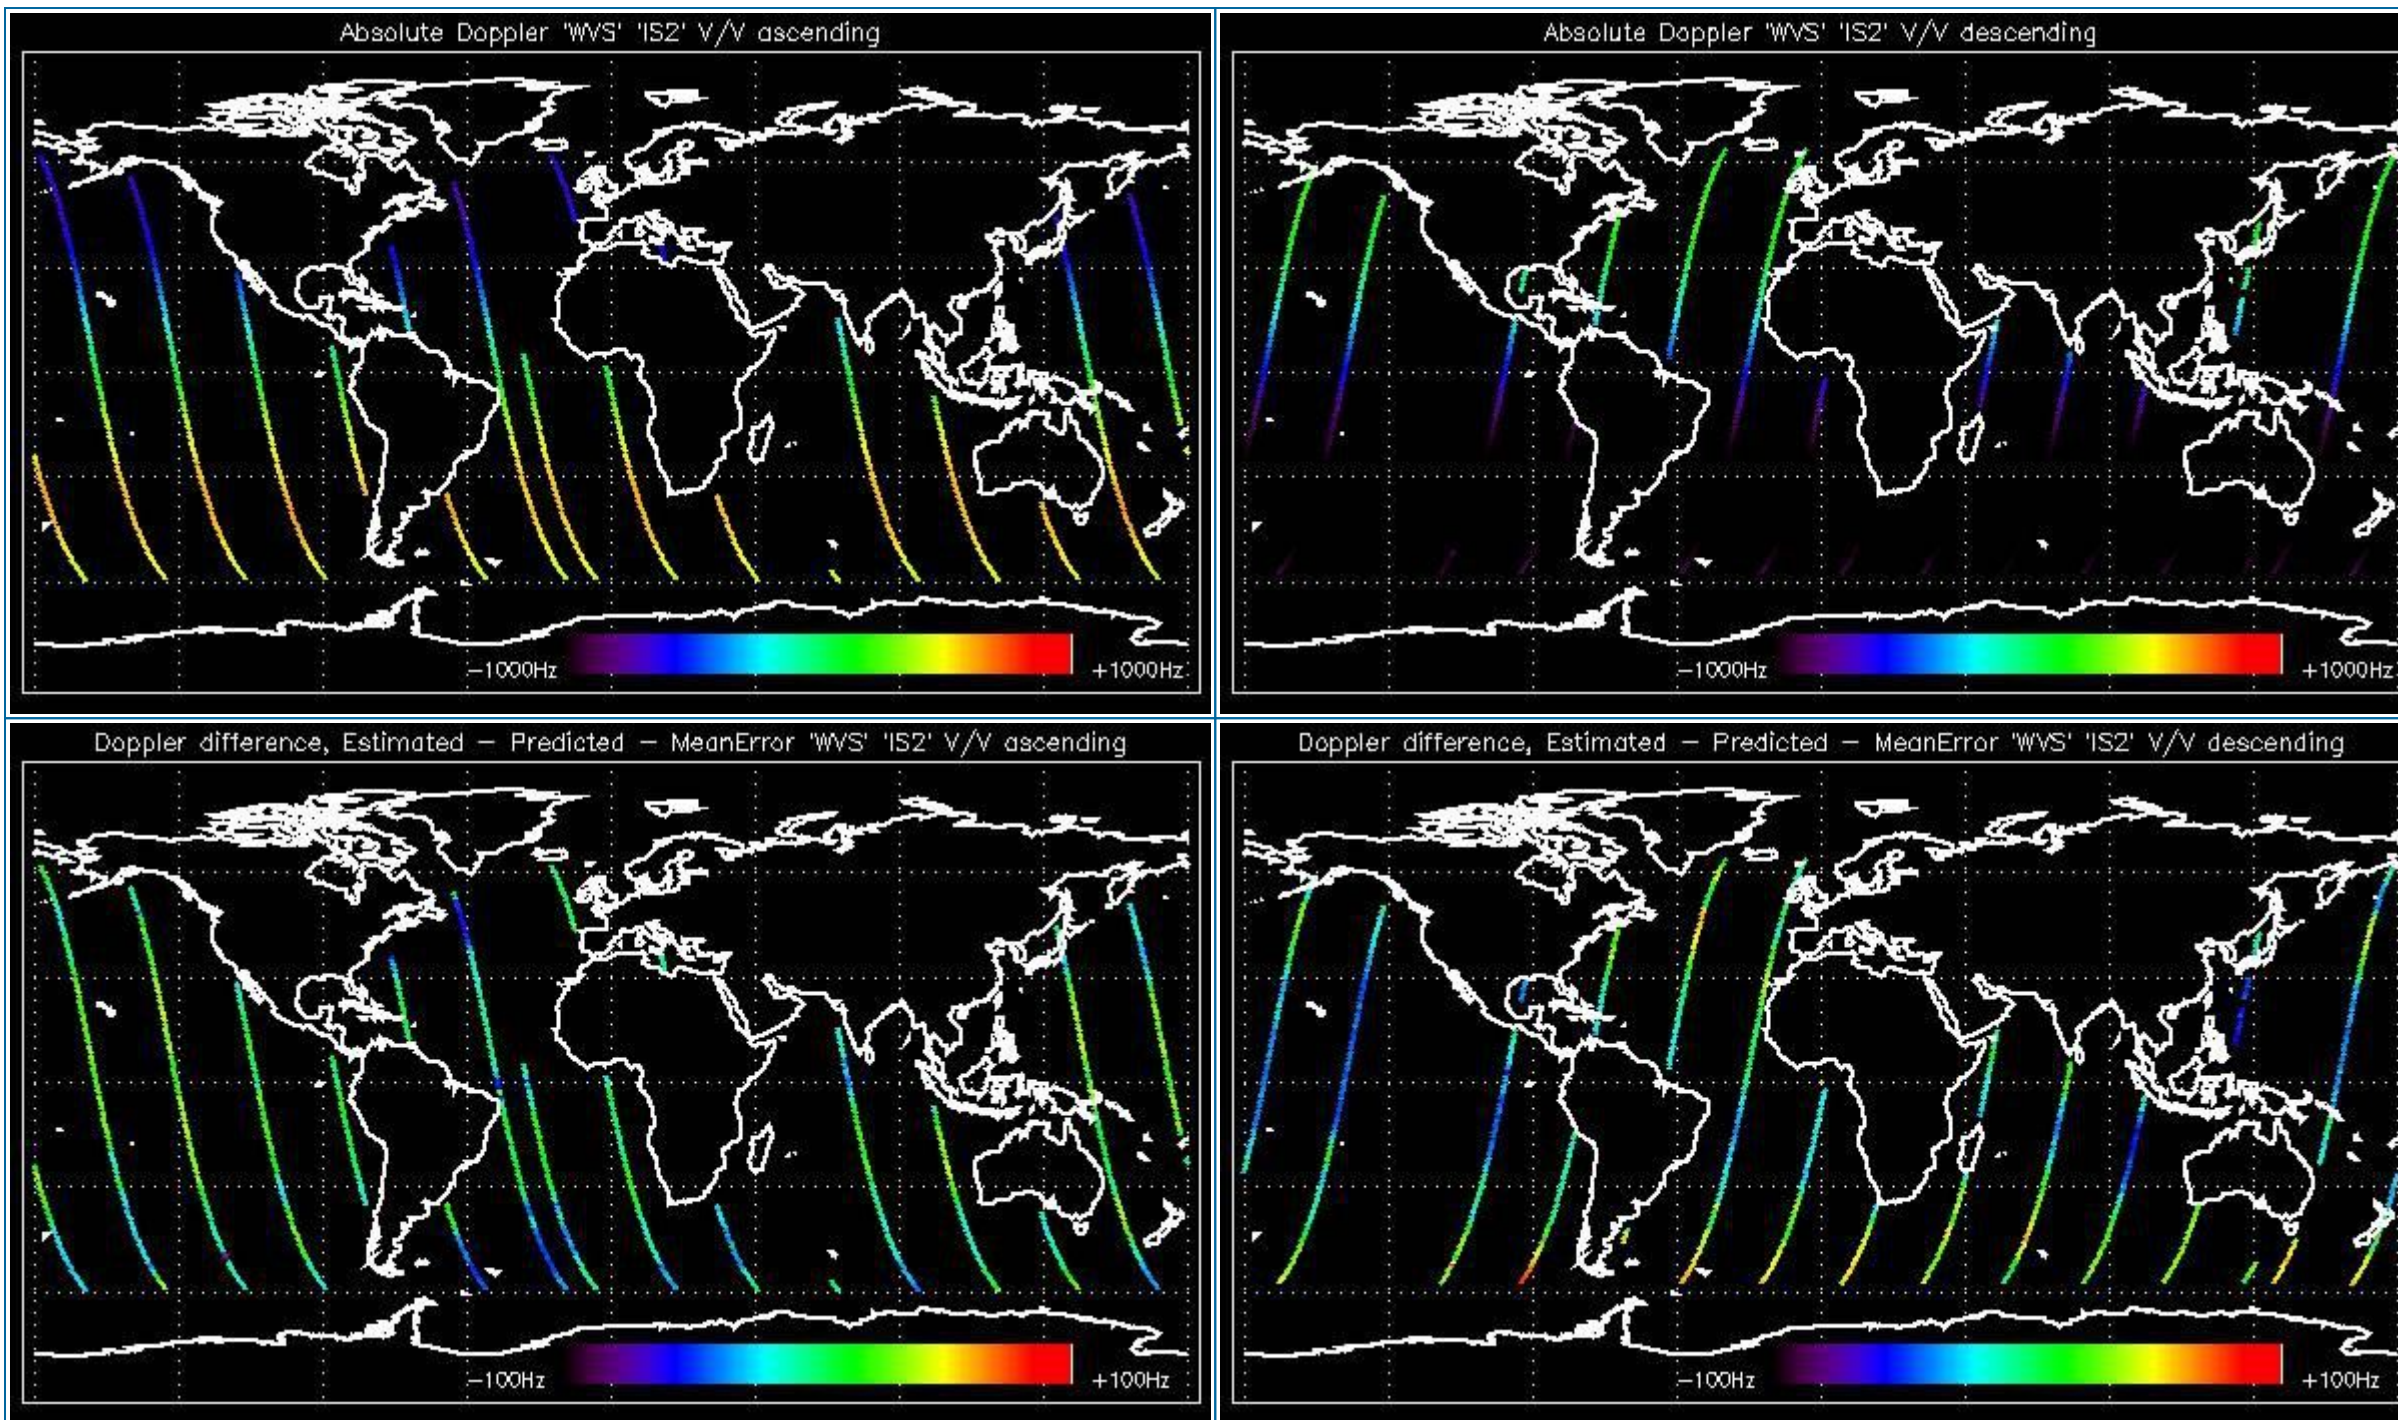 Absolute Doppler 'WVS' 'IS2' V/V ascending
-1000Hz
+1000Hz
Absolute Doppler 'WVS' 'IS2' V/V descending
-1000Hz
+1000Hz
Doppler difference, Estimated - Predicted - MeanError 'WVS' 'IS2' V/V ascending
-100Hz
+100Hz
Doppler difference, Estimated - Predicted - MeanError 'WVS' 'IS2' V/V descending
-100Hz
+100Hz